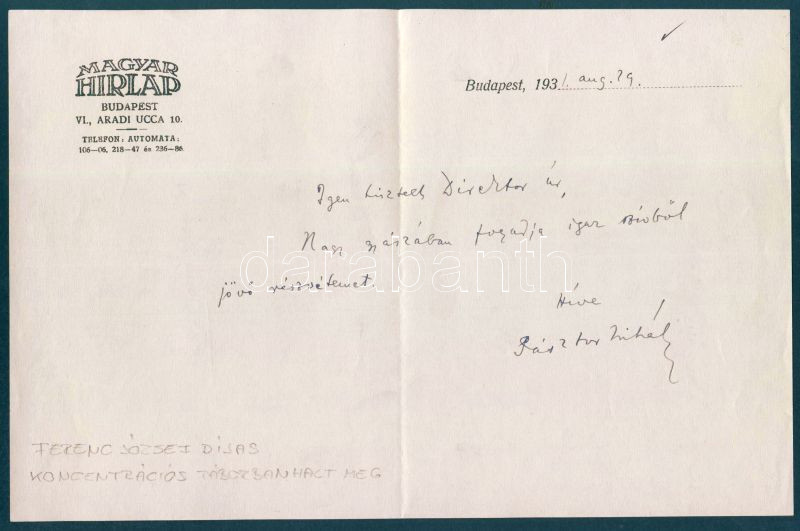 MAGYAR
HIRLAP
BUDAPEST
VI., ARADI UCCA 10.
TELEFON: AUTOMATA:
106—06, 218—47 és 236—86.
Budapest, 1931. aug. 29.
Igen tisztelt Direktor úr,
Nagy gyászában fogadja igaz szívből
jövő részvétemet.
Híve
Pásztor Mihály
darabanth
FERENC JÓZSEF DÍJAS
KONCENTRÁCIÓS TÁBORBAN HALT MEG